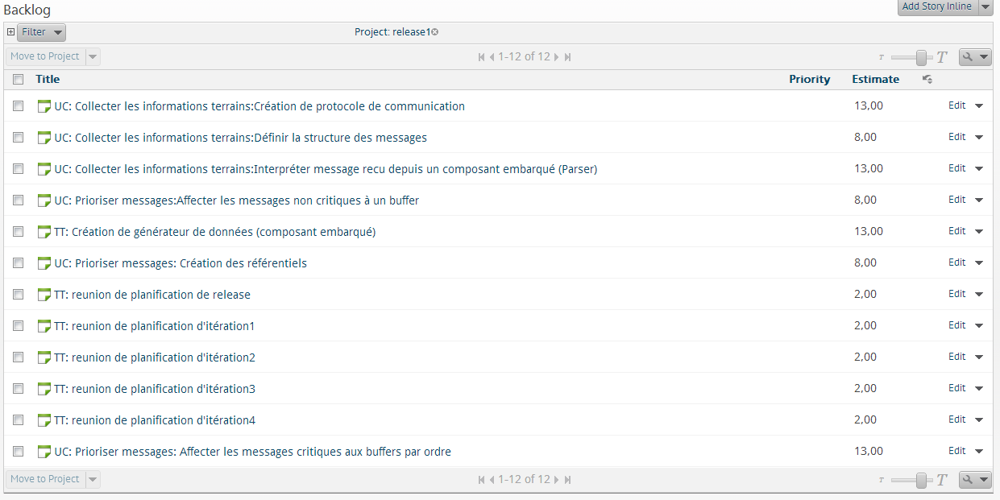 Backlog
Add Story Inline
Filter Project: release1
Move to Project 1-12 of 12 T T
Title Priority Estimate
UC: Collecter les informations terrains:Création de protocole de communication 13,00 Edit
UC: Collecter les informations terrains:Définir la structure des messages 8,00 Edit
UC: Collecter les informations terrains:Interpréter message recu depuis un composant embarqué (Parser) 13,00 Edit
UC: Prioriser messages:Affecter les messages non critiques à un buffer 8,00 Edit
TT: Création de générateur de données (composant embarqué) 13,00 Edit
UC: Prioriser messages: Création des référentiels 8,00 Edit
TT: reunion de planification de release 2,00 Edit
TT: reunion de planification d'itération1 2,00 Edit
TT: reunion de planification d'itération2 2,00 Edit
TT: reunion de planification d'itération3 2,00 Edit
TT: reunion de planification d'itération4 2,00 Edit
UC: Prioriser messages: Affecter les messages critiques aux buffers par ordre 13,00 Edit
Move to Project 1-12 of 12 T T